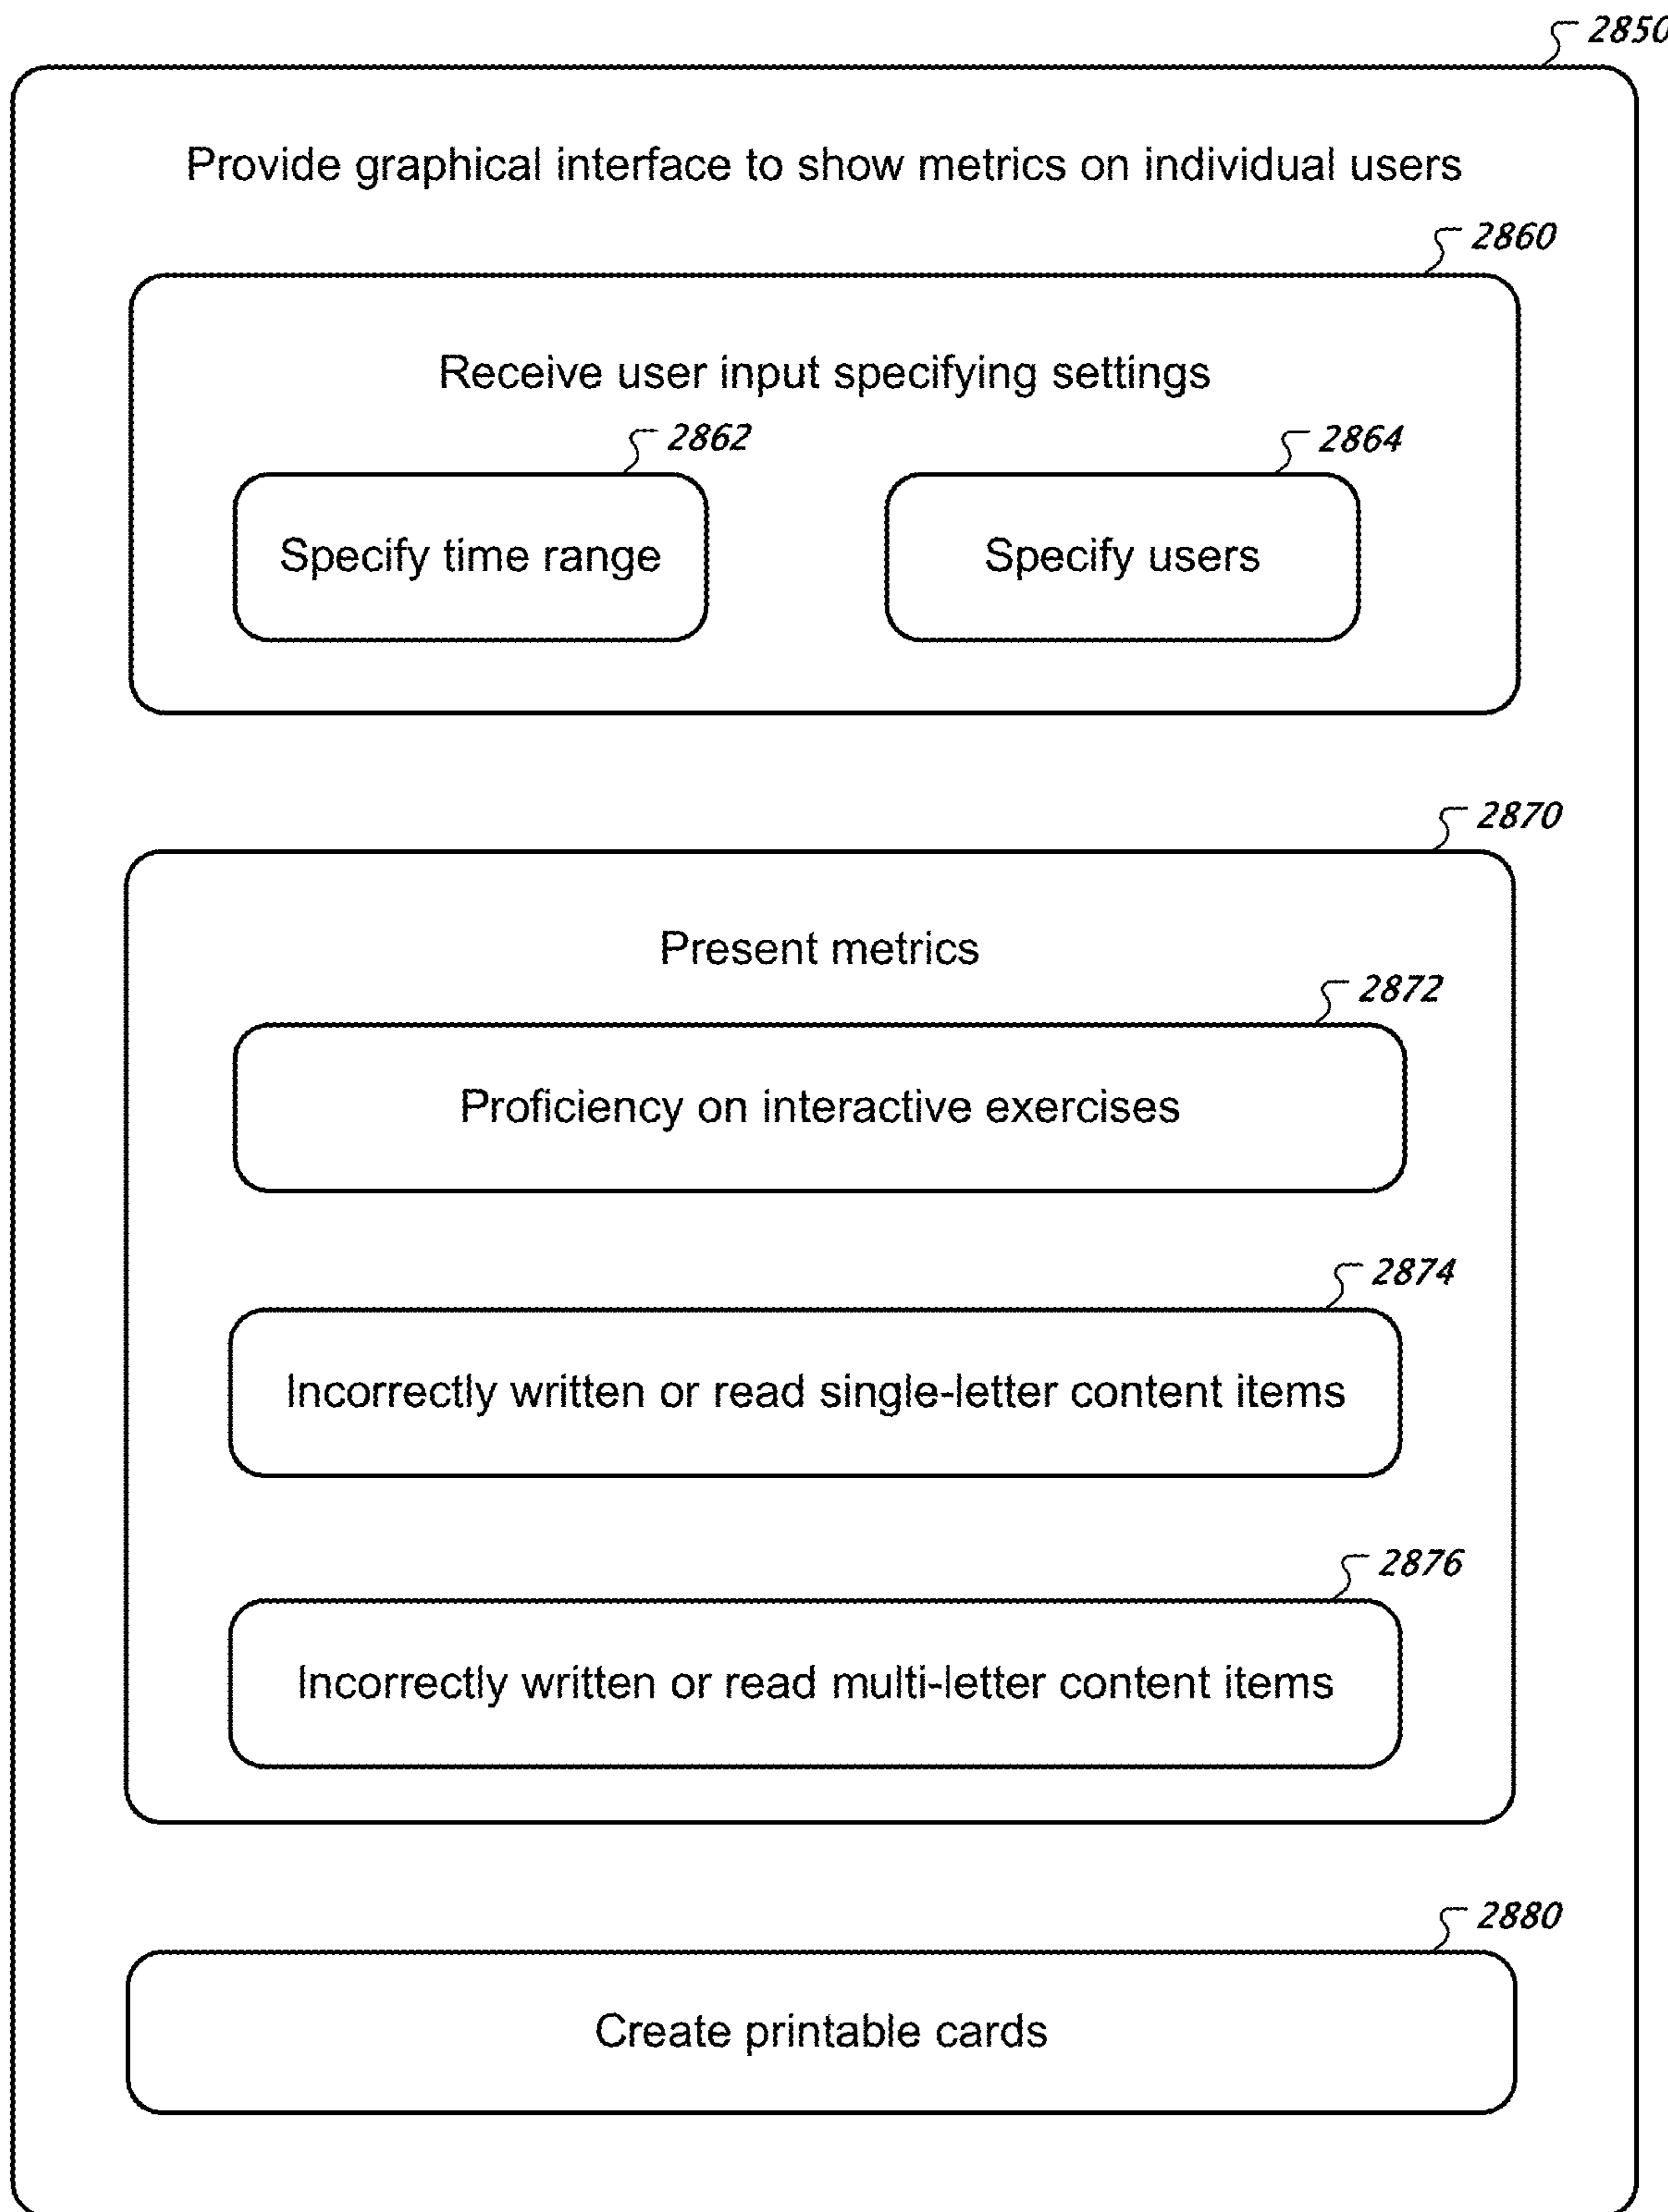 2850
Provide graphical interface to show metrics on individual users
2860
Receive user input specifying settings
2862
2864
Specify time range
Specify users
2870
Present metrics
2872
Proficiency on interactive exercises
2874
Incorrectly written or read single-letter content items
2876
Incorrectly written or read multi-letter content items
2880
Create printable cards